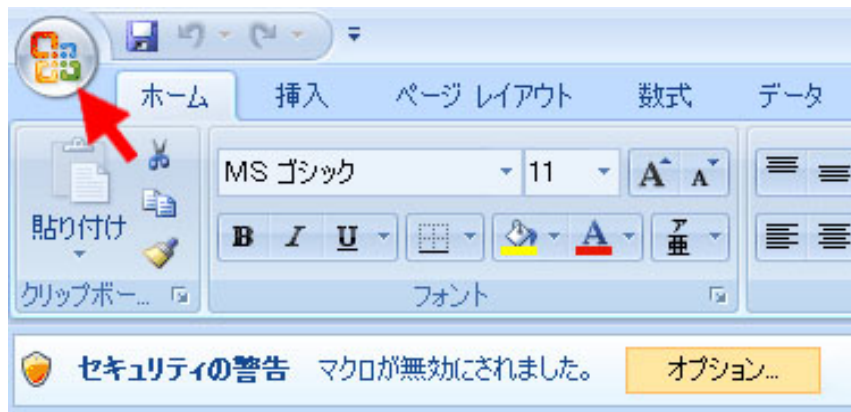 ホーム 挿入 ページ レイアウト 数式 データ
MS ゴシック 11 A A
貼り付け B I U A ア亜
クリップボー... フォント
セキュリティの警告 マクロが無効にされました。 オプション...